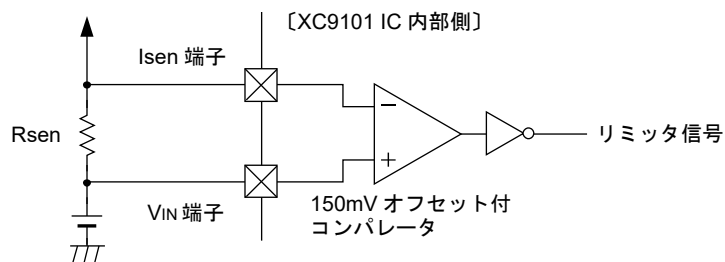 〔XC9101 IC 内部側〕
Isen 端子
Rsen
リミッタ信号
VIN 端子
150mV オフセット付
コンパレータ